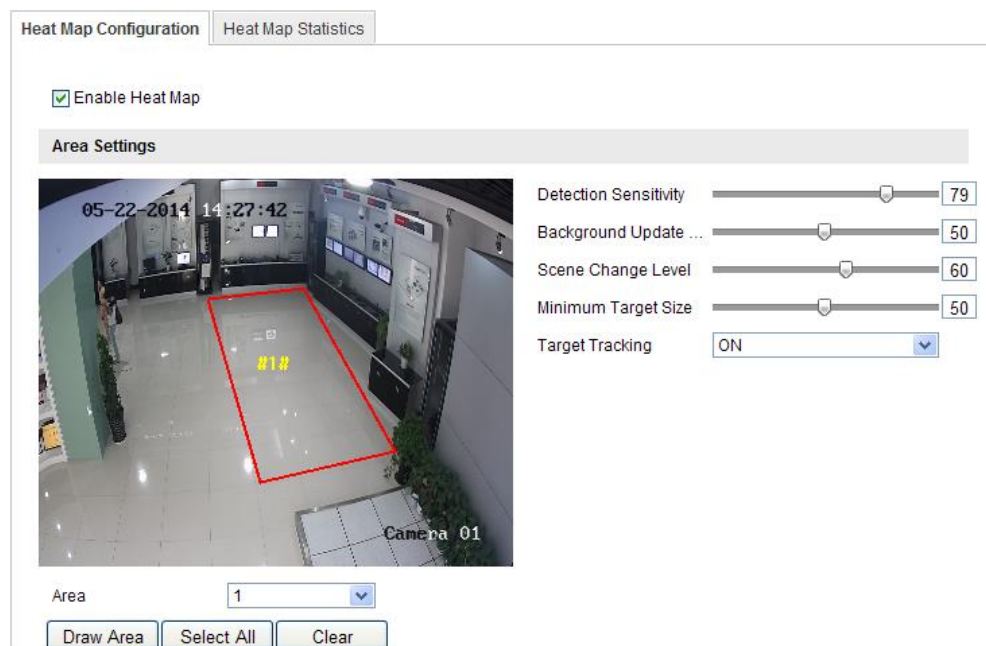 Heat Map Configuration Heat Map Statistics
Enable Heat Map
Area Settings
05-22-2014 14:27:42
#1#
Camera 01
Detection Sensitivity 79
Background Update ... 50
Scene Change Level 60
Minimum Target Size 50
Target Tracking ON
Area 1
Draw Area Select All Clear